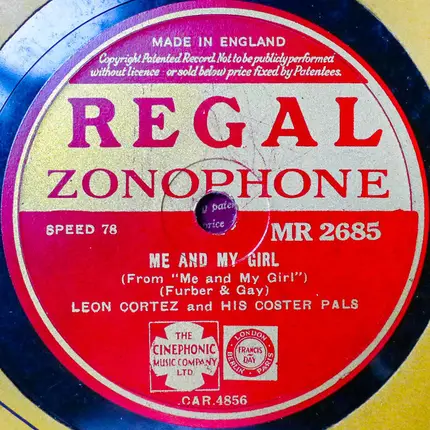 MADE IN ENGLAND
Copyright Patented Record. Not to be publicly performed
without licence or sold below price fixed by Patentees.
REGAL
ZONOPHONE
SPEED 78
MR 2685
ME AND MY GIRL
(From "Me and My Girl")
(Furber & Gay)
LEON CORTEZ and HIS COSTER PALS
THE
CINEPHONIC
MUSIC COMPANY
LTD.
LONDON
FRANCIS
DAY
BERLIN PARIS
.CAR.4856